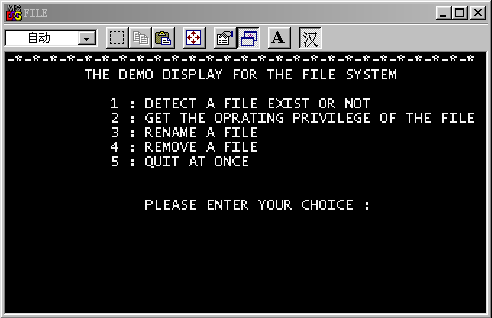 FILE
自动
A 汉
-*-*-*-*-*-*-*-*-*-*-*-*-*-*-*-*-*-*-*-*-*-*-*-*-*-*-*-*
THE DEMO DISPLAY FOR THE FILE SYSTEM
1 : DETECT A FILE EXIST OR NOT
2 : GET THE OPRATING PRIVILEGE OF THE FILE
3 : RENAME A FILE
4 : REMOVE A FILE
5 : QUIT AT ONCE
PLEASE ENTER YOUR CHOICE :